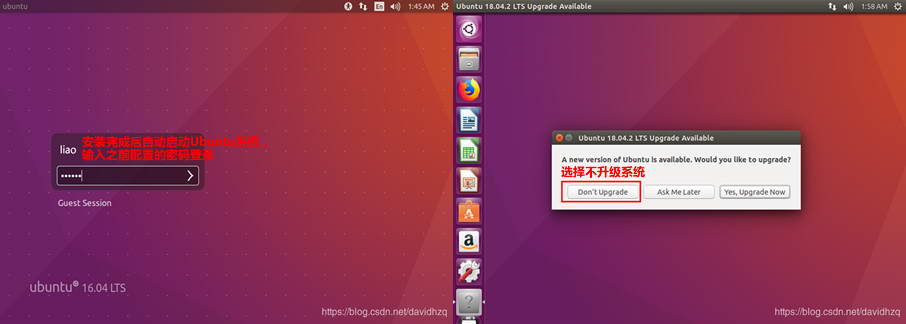 ubuntu
En
1:45 AM
liao
安装完成后自动启动Ubuntu系统，
输入之前配置的密码登录
Guest Session
ubuntu® 16.04 LTS
https://blog.csdn.net/davidhzq
Ubuntu 18.04.2 LTS Upgrade Available
1:58 AM
Ubuntu 18.04.2 LTS Upgrade Available
A new version of Ubuntu is available. Would you like to upgrade?
选择不升级系统
Don't Upgrade
Ask Me Later
Yes, Upgrade Now
https://blog.csdn.net/davidhzq